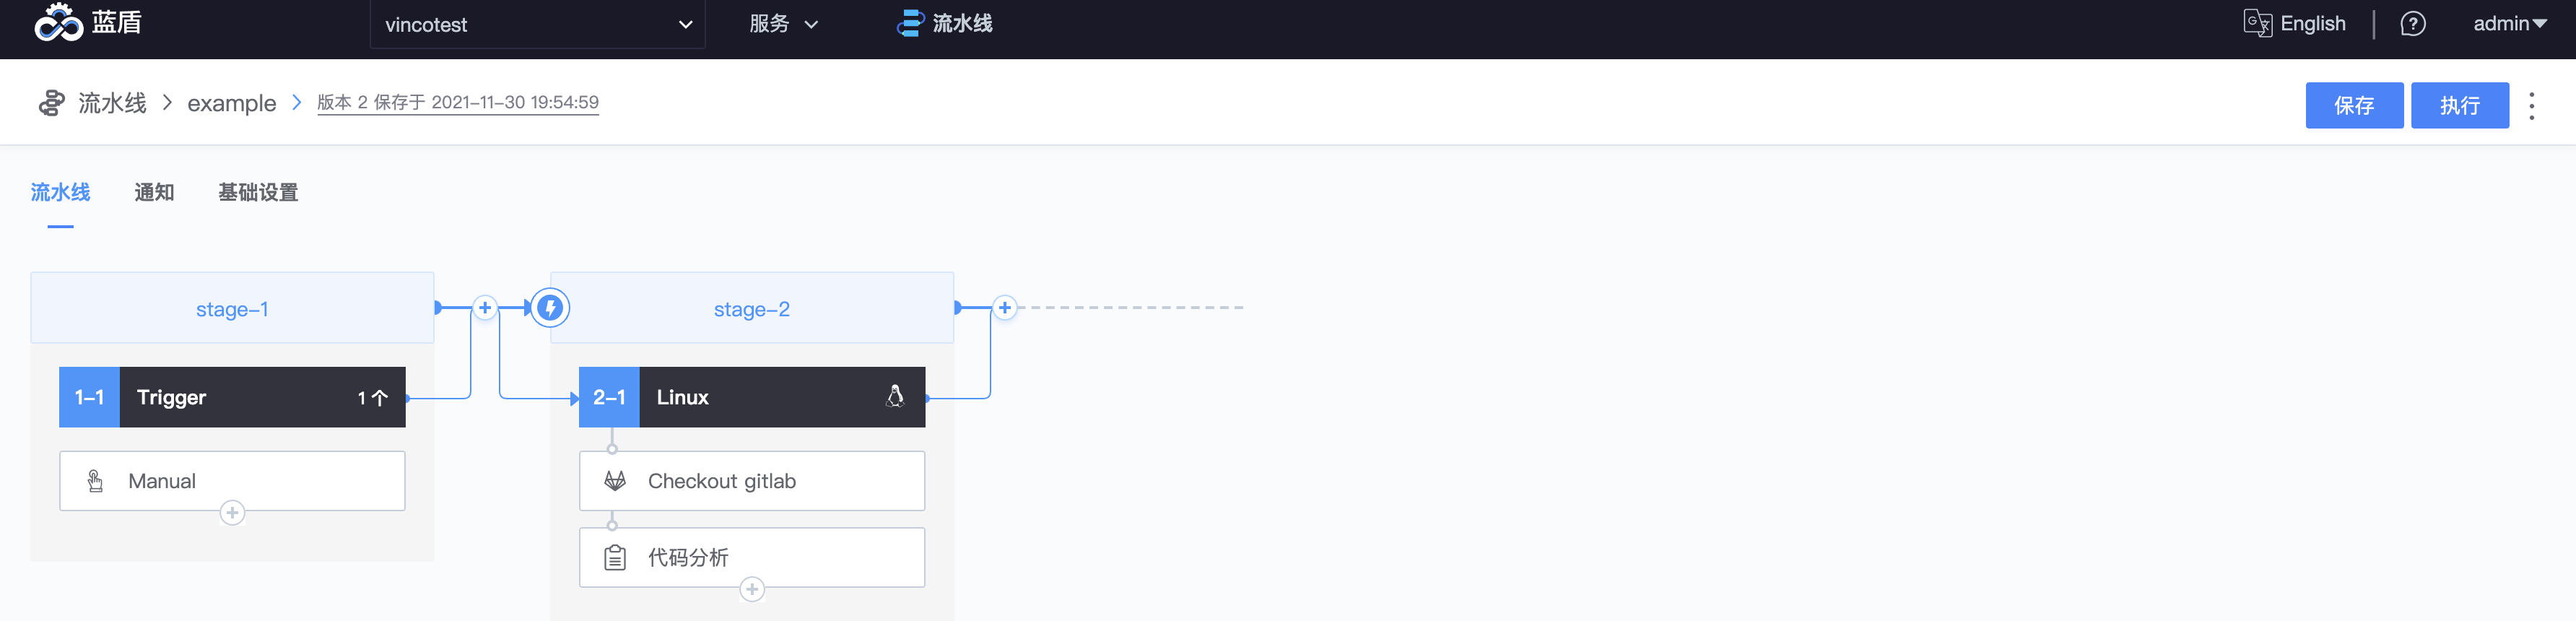 蓝盾
vincotest
服务
流水线
English
admin
流水线 > example > 版本 2 保存于 2021-11-30 19:54:59
保存
执行
流水线
通知
基础设置
stage-1
stage-2
1-1 Trigger 1 个
2-1 Linux
Manual
Checkout gitlab
代码分析